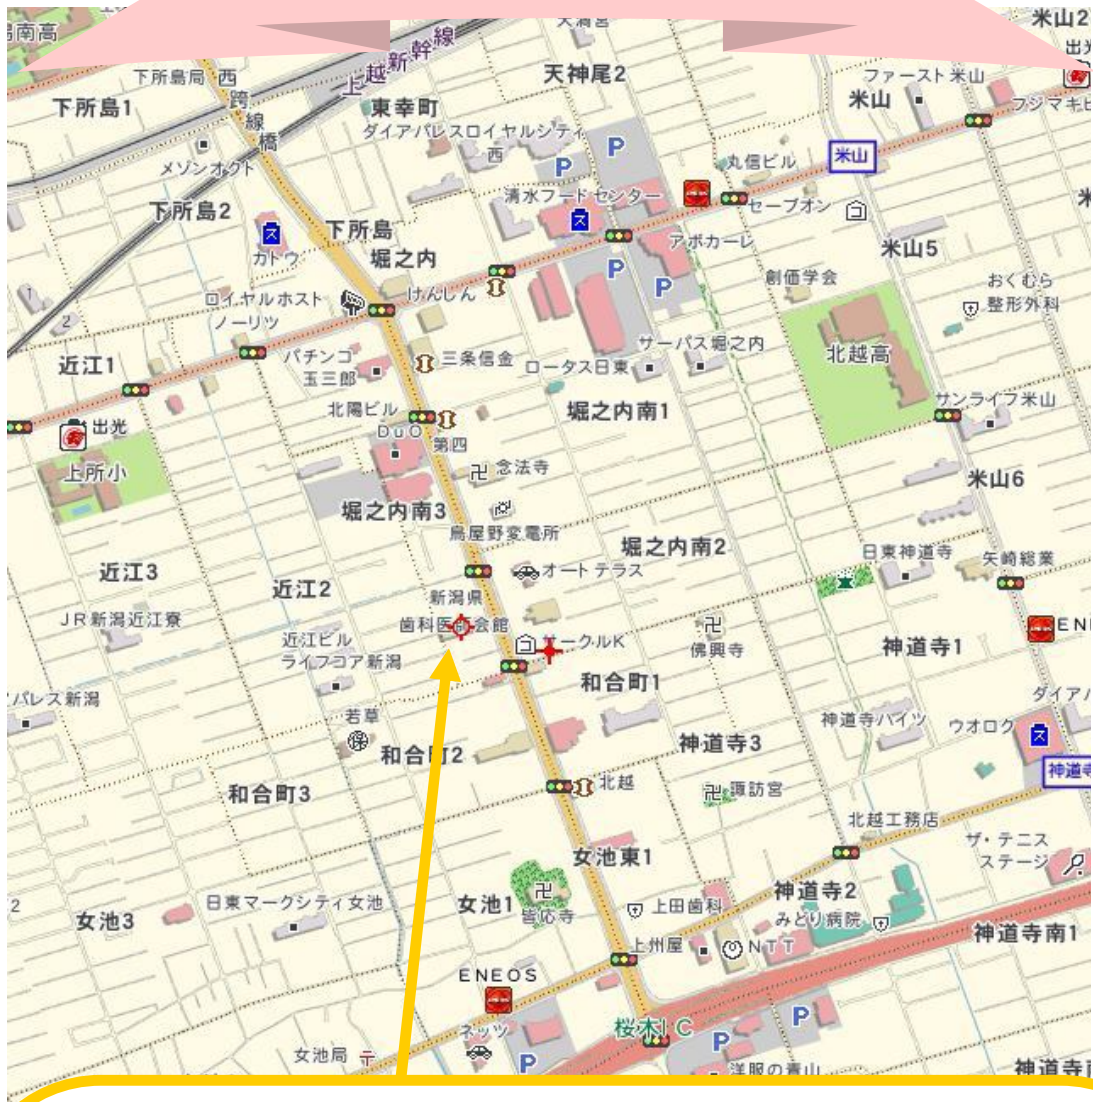 米山2
天満宮
上越新幹線
下所島局
西跨線橋
天神尾2
ファースト米山
米山
下所島1
東幸町
ダイアパレスロイヤルシティ
西
P
P
丸信ビル
米山
メゾンオクト
清水フードセンター
セーブオン
下所島2
下所島
カトウ
堀之内
アボカーレ
米山5
P
P
創価学会
おくむら
整形外科
ロイヤルホスト
けんしん
ノーリツ
1
2
近江1
パチンコ
玉三郎
三条信金
サーパス堀之内
ロータス日東
北越高
サンライフ米山
北陽ビル
堀之内南1
出光
DuO
第四
上所小
念法寺
米山6
堀之内南3
鳥屋野変電所
堀之内南2
日東神道寺
矢崎総業
近江3
近江2
オートテラス
新潟県
歯科医師会館
JR新潟近江寮
近江ビル
サークルK
佛興寺
神道寺1
ライフコア新潟
和合町1
パレス新潟
若草
神道寺ハイツ
ウオロク
和合町2
神道寺3
和合町3
北越
諏訪宮
北越工務店
ザ・テニス
ステージ
女池東1
神道寺2
2
女池3
日東マークシティ女池
女池1
皆応寺
上田歯科
みどり病院
神道寺南1
上州屋
NTT
ENEOS
ネッツ
桜木IC
P
P
女池局
P
洋服の青山